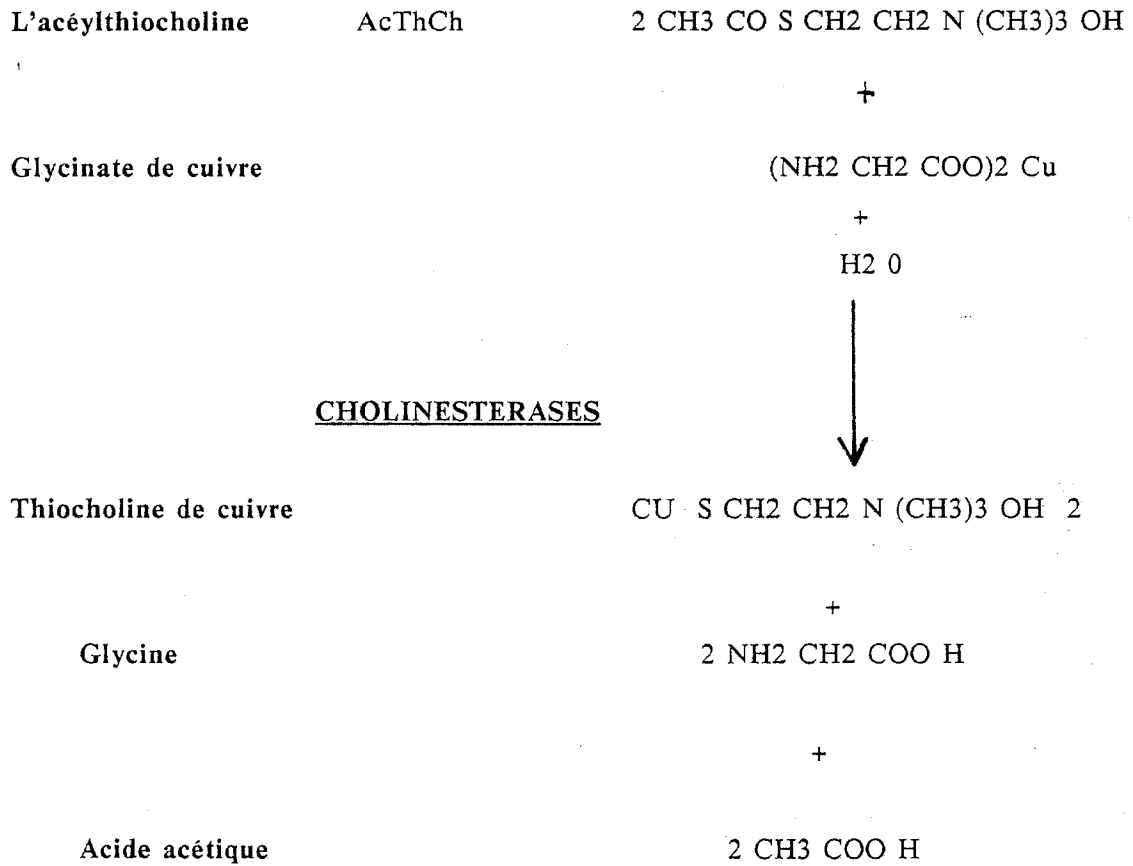 L'acéylthiocholine AcThCh 2 CH3 CO S CH2 CH2 N (CH3)3 OH
+
Glycinate de cuivre (NH2 CH2 COO)2 Cu
+
H2 0
CHOLINESTERASES
Thiocholine de cuivre CU S CH2 CH2 N (CH3)3 OH 2
+
Glycine 2 NH2 CH2 COO H
+
Acide acétique 2 CH3 COO H